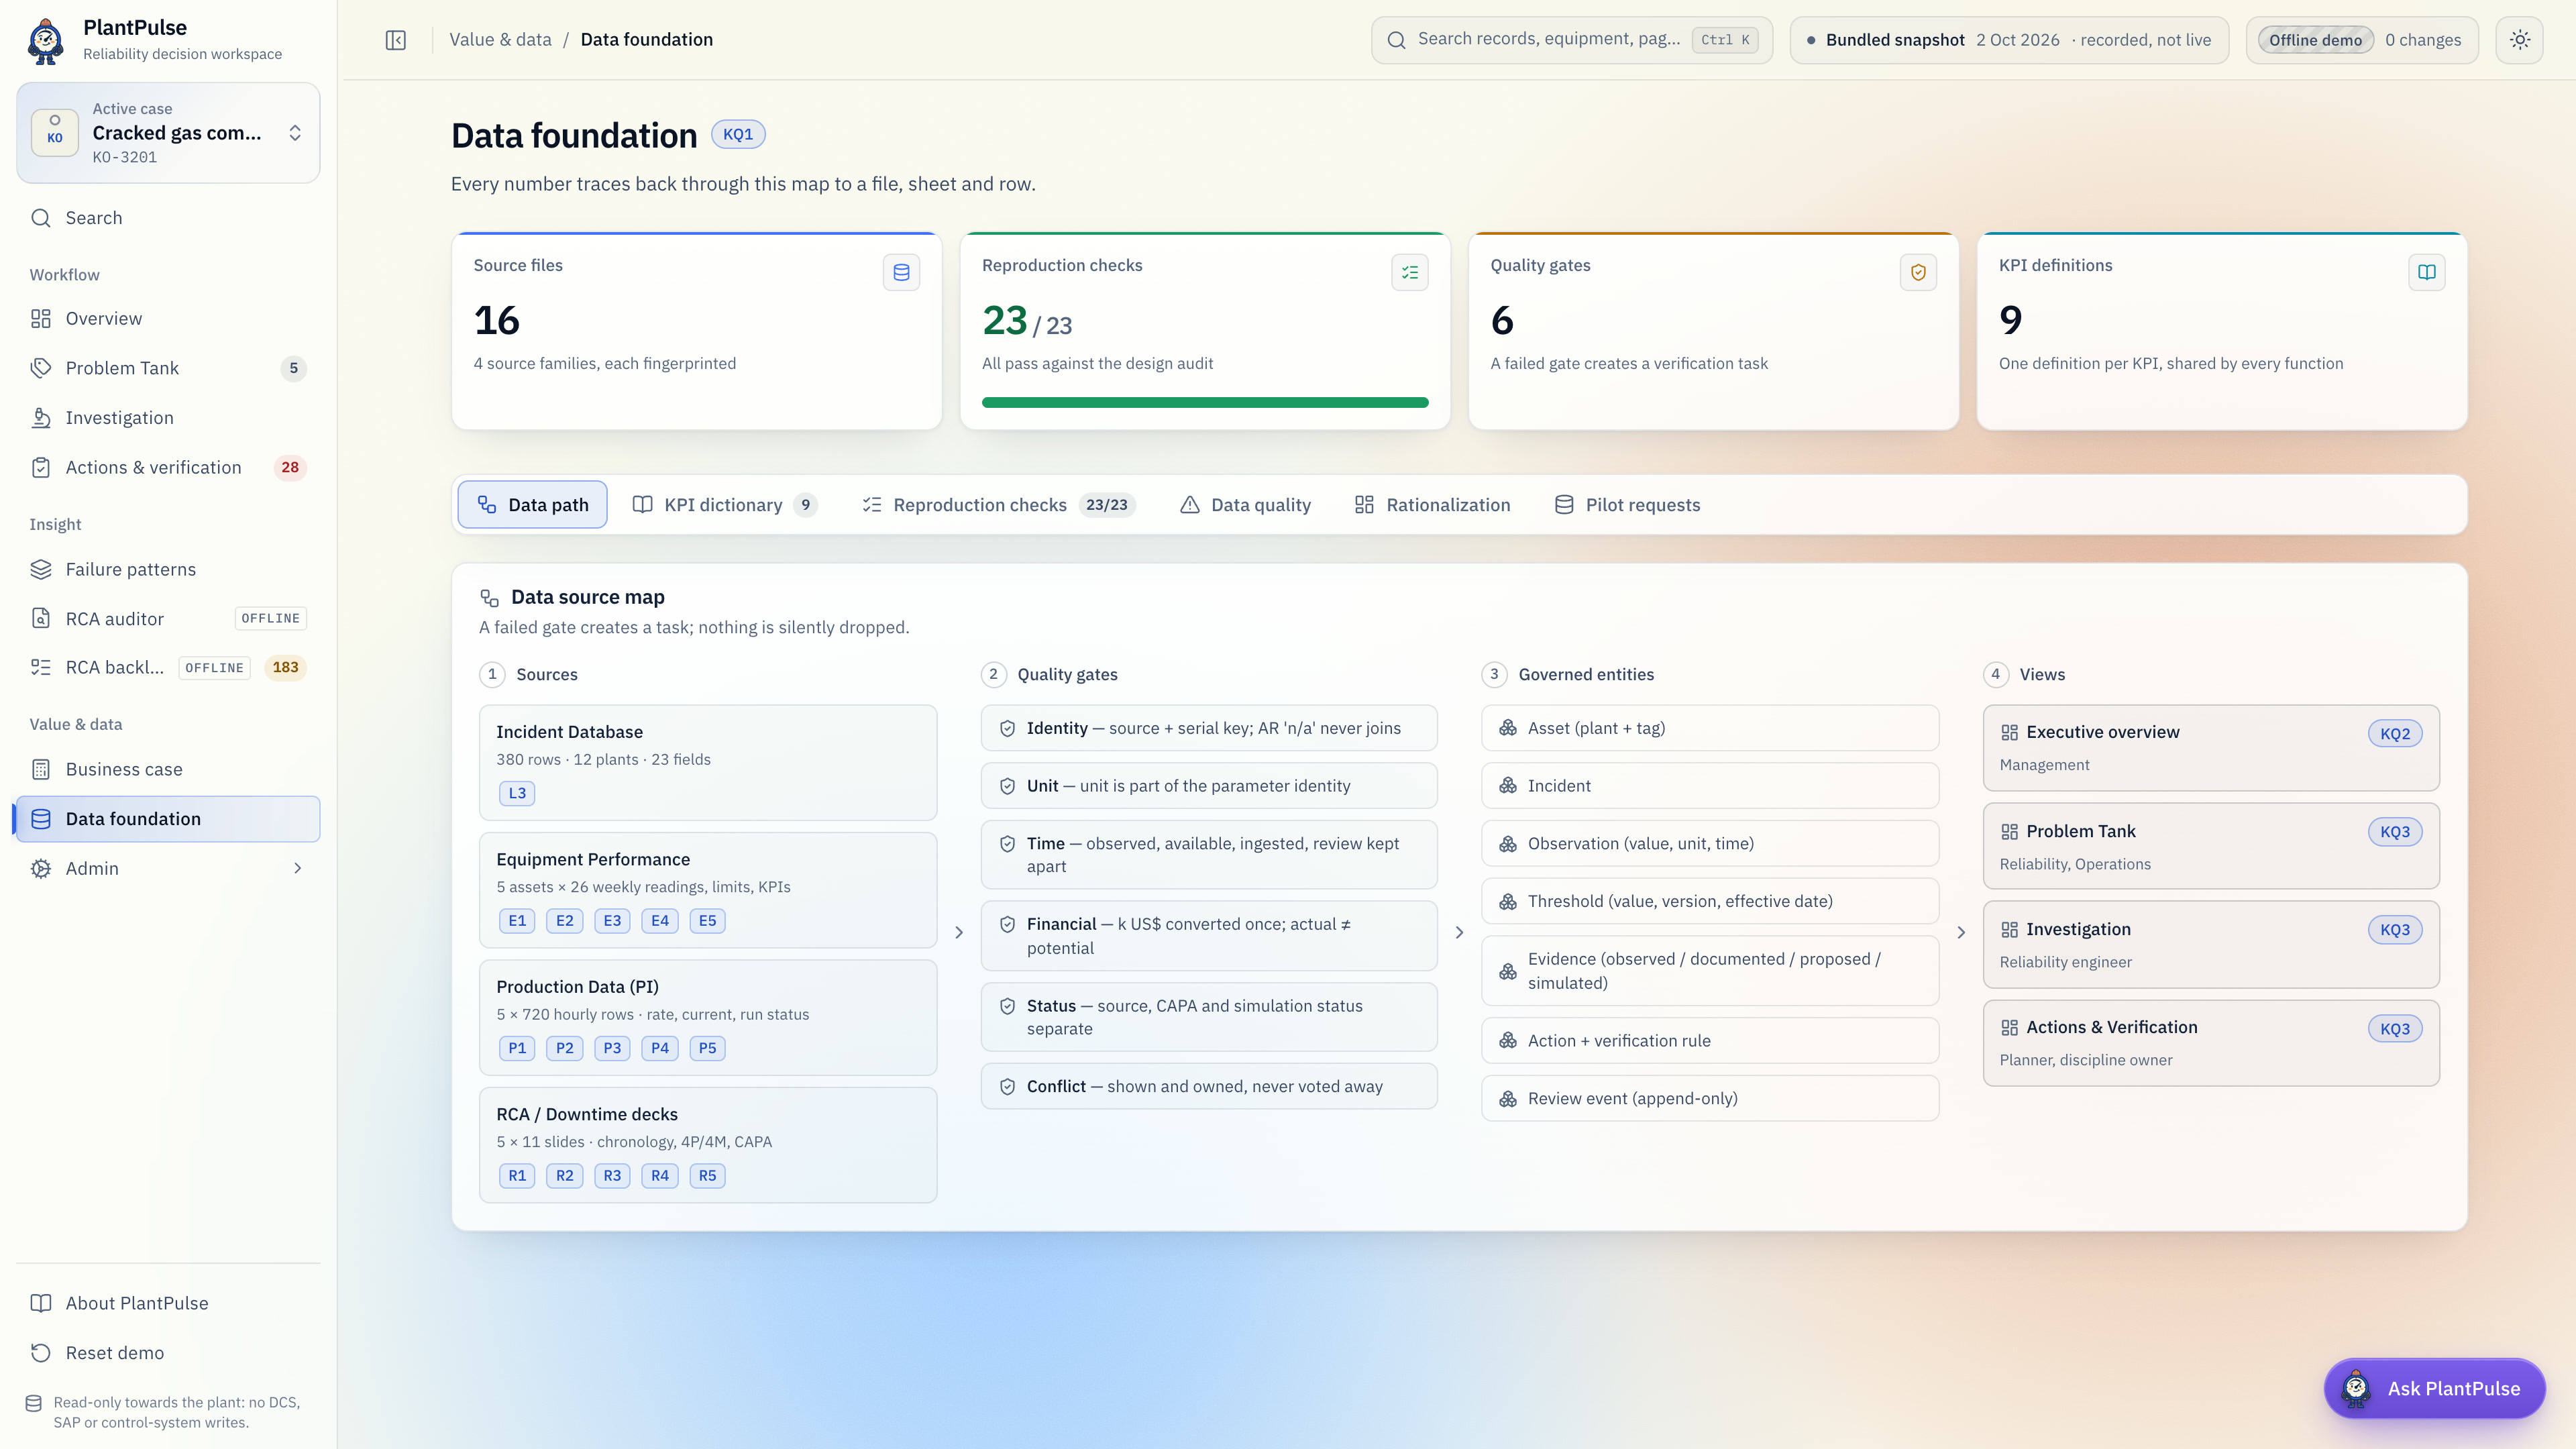 PlantPulse
Reliability decision workspace
Active case
KO
Cracked gas com...
KO-3201
Search
Workflow
Overview
Problem Tank 5
Investigation
Actions & verification 28
Insight
Failure patterns
RCA auditor OFFLINE
RCA backl... OFFLINE 183
Value & data
Business case
Data foundation
Admin
About PlantPulse
Reset demo
Read-only towards the plant: no DCS,
SAP or control-system writes.
Value & data / Data foundation
Search records, equipment, pag... Ctrl K
Bundled snapshot 2 Oct 2026 · recorded, not live
Offline demo 0 changes
Data foundation KQ1
Every number traces back through this map to a file, sheet and row.
Source files
16
4 source families, each fingerprinted
Reproduction checks
23 / 23
All pass against the design audit
Quality gates
6
A failed gate creates a verification task
KPI definitions
9
One definition per KPI, shared by every function
Data path
KPI dictionary 9
Reproduction checks 23/23
Data quality
Rationalization
Pilot requests
Data source map
A failed gate creates a task; nothing is silently dropped.
1 Sources
Incident Database
380 rows · 12 plants · 23 fields
L3
Equipment Performance
5 assets × 26 weekly readings, limits, KPIs
E1 E2 E3 E4 E5
Production Data (PI)
5 × 720 hourly rows · rate, current, run status
P1 P2 P3 P4 P5
RCA / Downtime decks
5 × 11 slides · chronology, 4P/4M, CAPA
R1 R2 R3 R4 R5
2 Quality gates
Identity — source + serial key; AR 'n/a' never joins
Unit — unit is part of the parameter identity
Time — observed, available, ingested, review kept
apart
Financial — k US$ converted once; actual ≠
potential
Status — source, CAPA and simulation status
separate
Conflict — shown and owned, never voted away
3 Governed entities
Asset (plant + tag)
Incident
Observation (value, unit, time)
Threshold (value, version, effective date)
Evidence (observed / documented / proposed /
simulated)
Action + verification rule
Review event (append-only)
4 Views
Executive overview KQ2
Management
Problem Tank KQ3
Reliability, Operations
Investigation KQ3
Reliability engineer
Actions & Verification KQ3
Planner, discipline owner
Ask PlantPulse